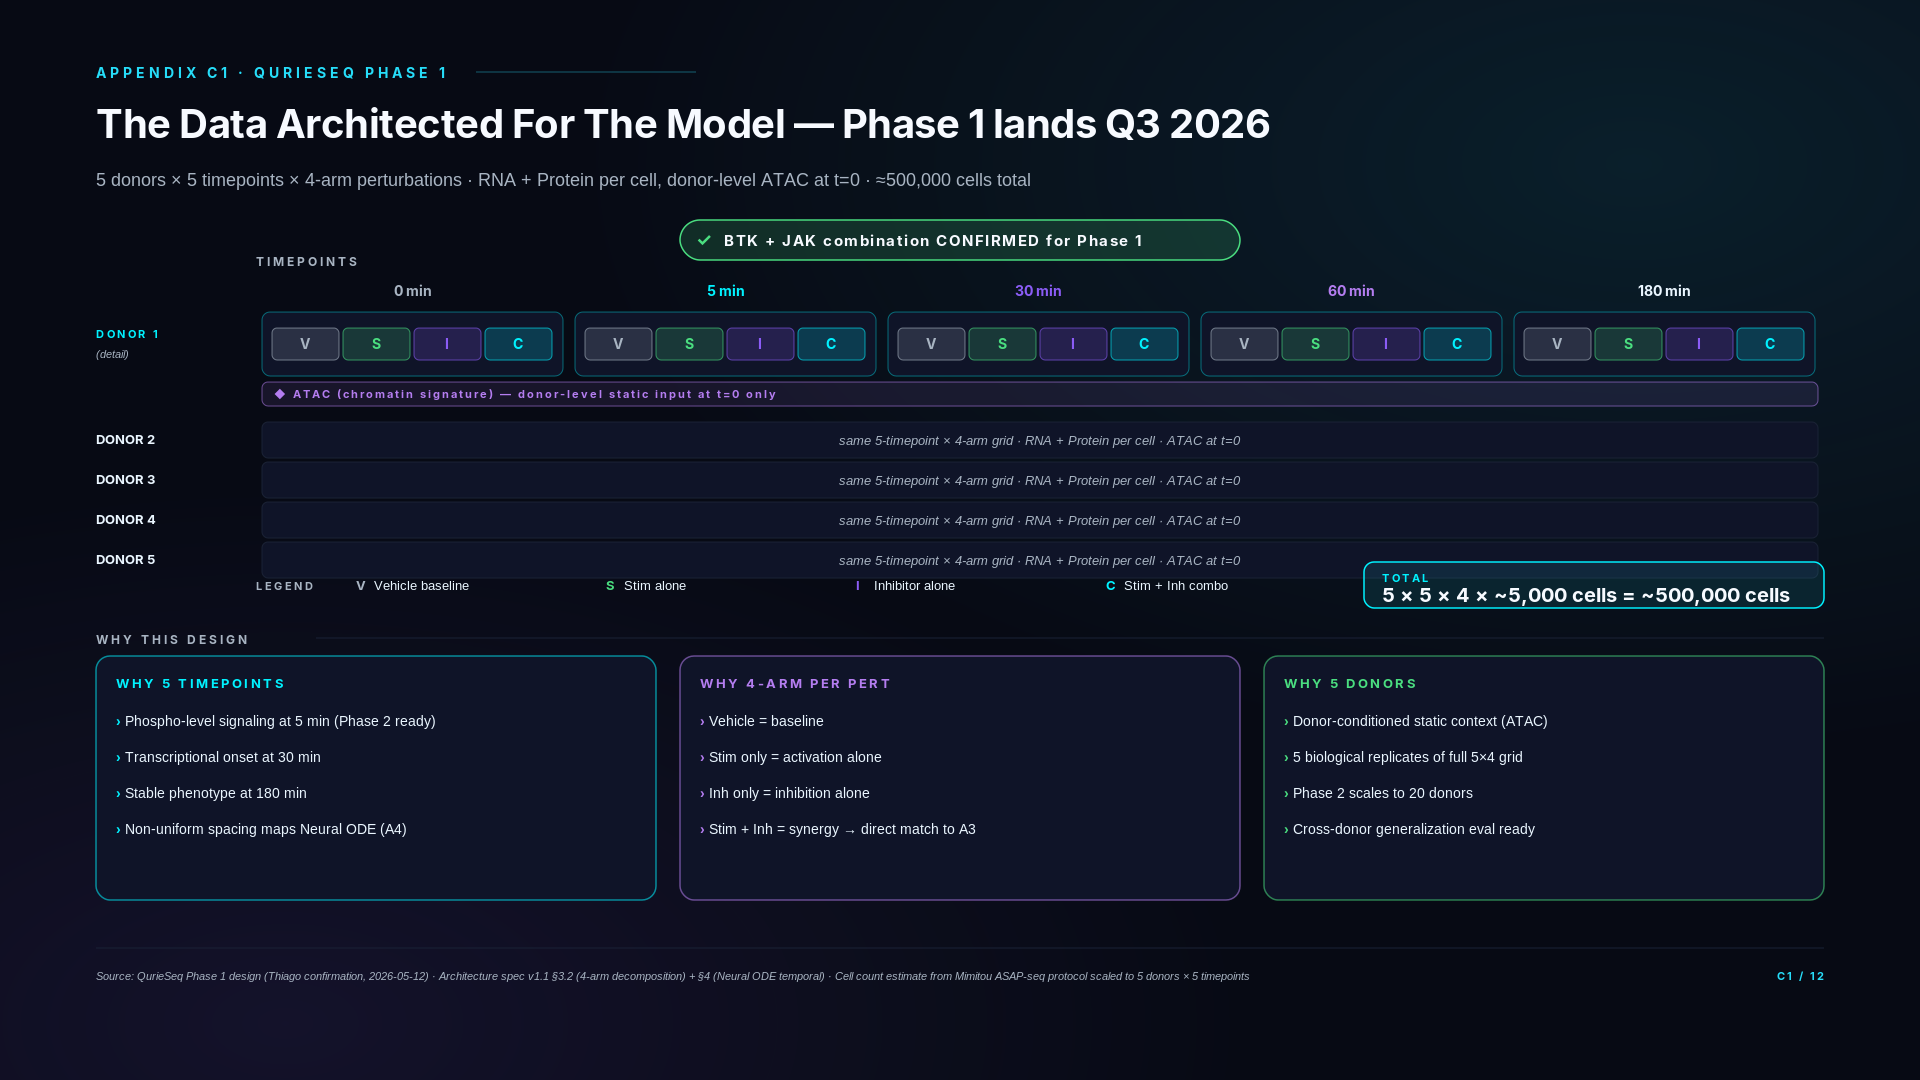 APPENDIX C1 · QURIESEQ PHASE 1
The Data Architected For The Model — Phase 1 lands Q3 2026
5 donors × 5 timepoints × 4-arm perturbations · RNA + Protein per cell, donor-level ATAC at t=0 · ≈500,000 cells total
✓ BTK + JAK combination CONFIRMED for Phase 1
TIMEPOINTS
0 min 5 min 30 min 60 min 180 min
DONOR 1
(detail)
V S I C V S I C V S I C V S I C V S I C
◆ ATAC (chromatin signature) — donor-level static input at t=0 only
DONOR 2 same 5-timepoint × 4-arm grid · RNA + Protein per cell · ATAC at t=0
DONOR 3 same 5-timepoint × 4-arm grid · RNA + Protein per cell · ATAC at t=0
DONOR 4 same 5-timepoint × 4-arm grid · RNA + Protein per cell · ATAC at t=0
DONOR 5 same 5-timepoint × 4-arm grid · RNA + Protein per cell · ATAC at t=0
LEGEND V Vehicle baseline S Stim alone I Inhibitor alone C Stim + Inh combo
TOTAL
5 × 5 × 4 × ~5,000 cells = ~500,000 cells
WHY THIS DESIGN
WHY 5 TIMEPOINTS
› Phospho-level signaling at 5 min (Phase 2 ready)
› Transcriptional onset at 30 min
› Stable phenotype at 180 min
› Non-uniform spacing maps Neural ODE (A4)
WHY 4-ARM PER PERT
› Vehicle = baseline
› Stim only = activation alone
› Inh only = inhibition alone
› Stim + Inh = synergy → direct match to A3
WHY 5 DONORS
› Donor-conditioned static context (ATAC)
› 5 biological replicates of full 5×4 grid
› Phase 2 scales to 20 donors
› Cross-donor generalization eval ready
Source: QurieSeq Phase 1 design (Thiago confirmation, 2026-05-12) · Architecture spec v1.1 §3.2 (4-arm decomposition) + §4 (Neural ODE temporal) · Cell count estimate from Mimitou ASAP-seq protocol scaled to 5 donors × 5 timepoints
C1 / 12